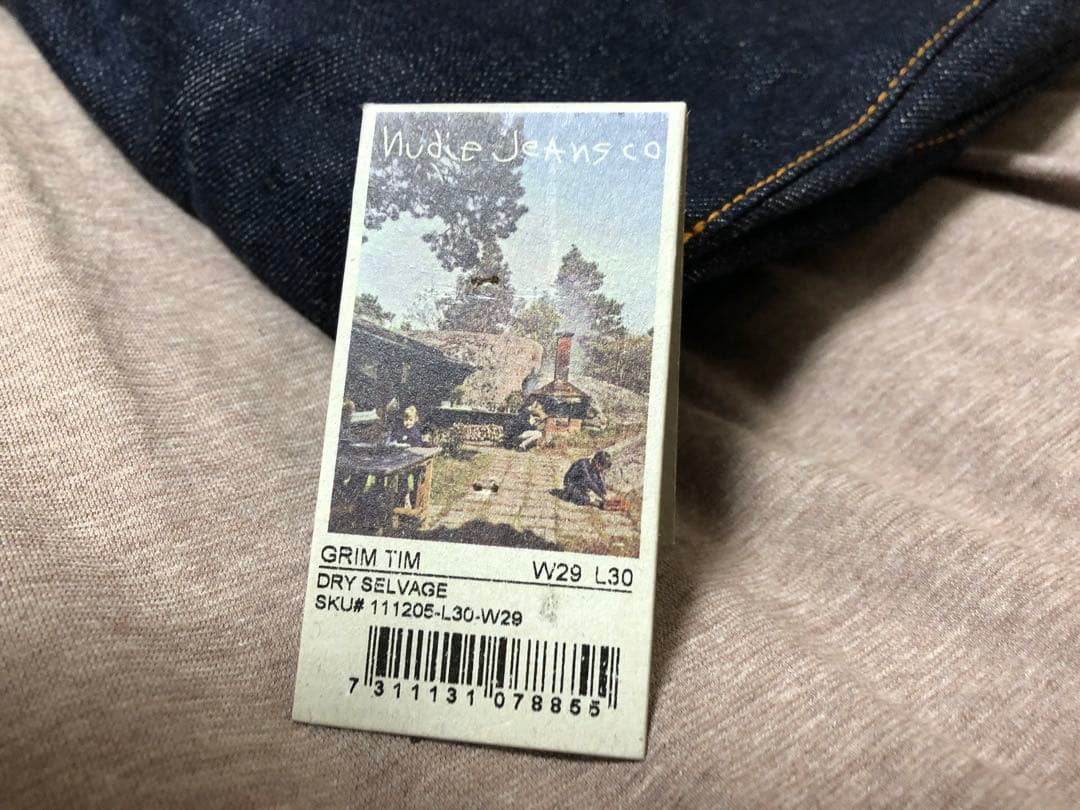 nudie jeans co
GRIM TIM W29 L30
DRY SELVAGE
SKU# 111205-L30-W29
7 311131 078855